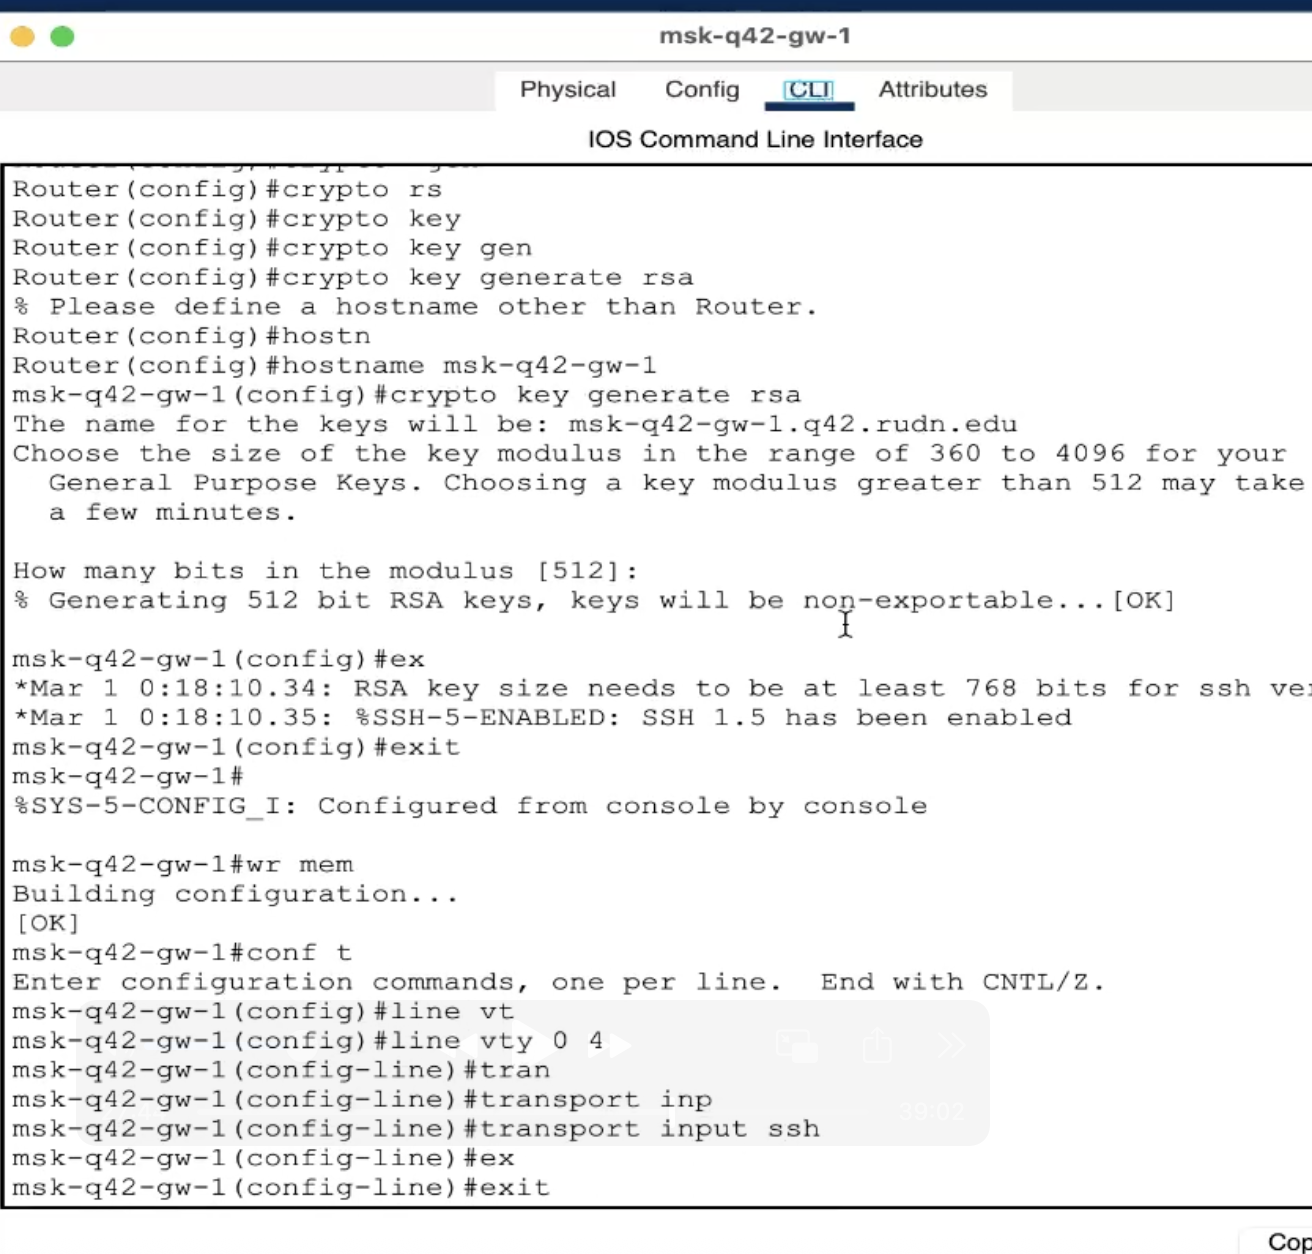 msk-q42-gw-1
Physical Config CLI Attributes
IOS Command Line Interface
Router(config)#crypto rs
Router(config)#crypto key
Router(config)#crypto key gen
Router(config)#crypto key generate rsa
% Please define a hostname other than Router.
Router(config)#hostn
Router(config)#hostname msk-q42-gw-1
msk-q42-gw-1(config)#crypto key generate rsa
The name for the keys will be: msk-q42-gw-1.q42.rudn.edu
Choose the size of the key modulus in the range of 360 to 4096 for your
General Purpose Keys. Choosing a key modulus greater than 512 may take
a few minutes.
How many bits in the modulus [512]:
% Generating 512 bit RSA keys, keys will be non-exportable...[OK]
msk-q42-gw-1(config)#ex
*Mar 1 0:18:10.34: RSA key size needs to be at least 768 bits for ssh
*Mar 1 0:18:10.35: %SSH-5-ENABLED: SSH 1.5 has been enabled
msk-q42-gw-1(config)#exit
msk-q42-gw-1#
%SYS-5-CONFIG_I: Configured from console by console
msk-q42-gw-1#wr mem
Building configuration...
[OK]
msk-q42-gw-1#conf t
Enter configuration commands, one per line.  End with CNTL/Z.
msk-q42-gw-1(config)#line vt
msk-q42-gw-1(config)#line vty 0 4
msk-q42-gw-1(config-line)#tran
msk-q42-gw-1(config-line)#transport inp
39:02
msk-q42-gw-1(config-line)#transport input ssh
msk-q42-gw-1(config-line)#ex
msk-q42-gw-1(config-line)#exit